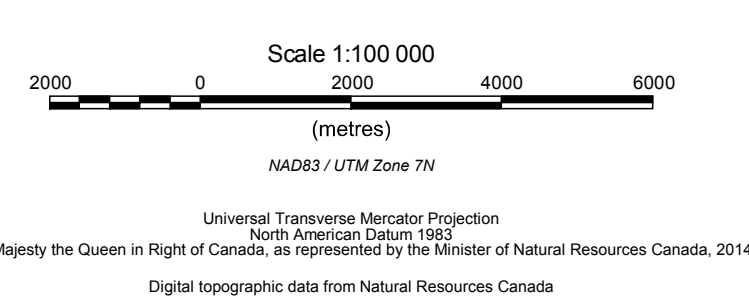 Scale 1:100 000
2000 0 2000 4000 6000
(metres)
NAD83 / UTM Zone 7N
Universal Transverse Mercator Projection
North American Datum 1983
Majesty the Queen in Right of Canada, as represented by the Minister of Natural Resources Canada, 2014
Digital topographic data from Natural Resources Canada